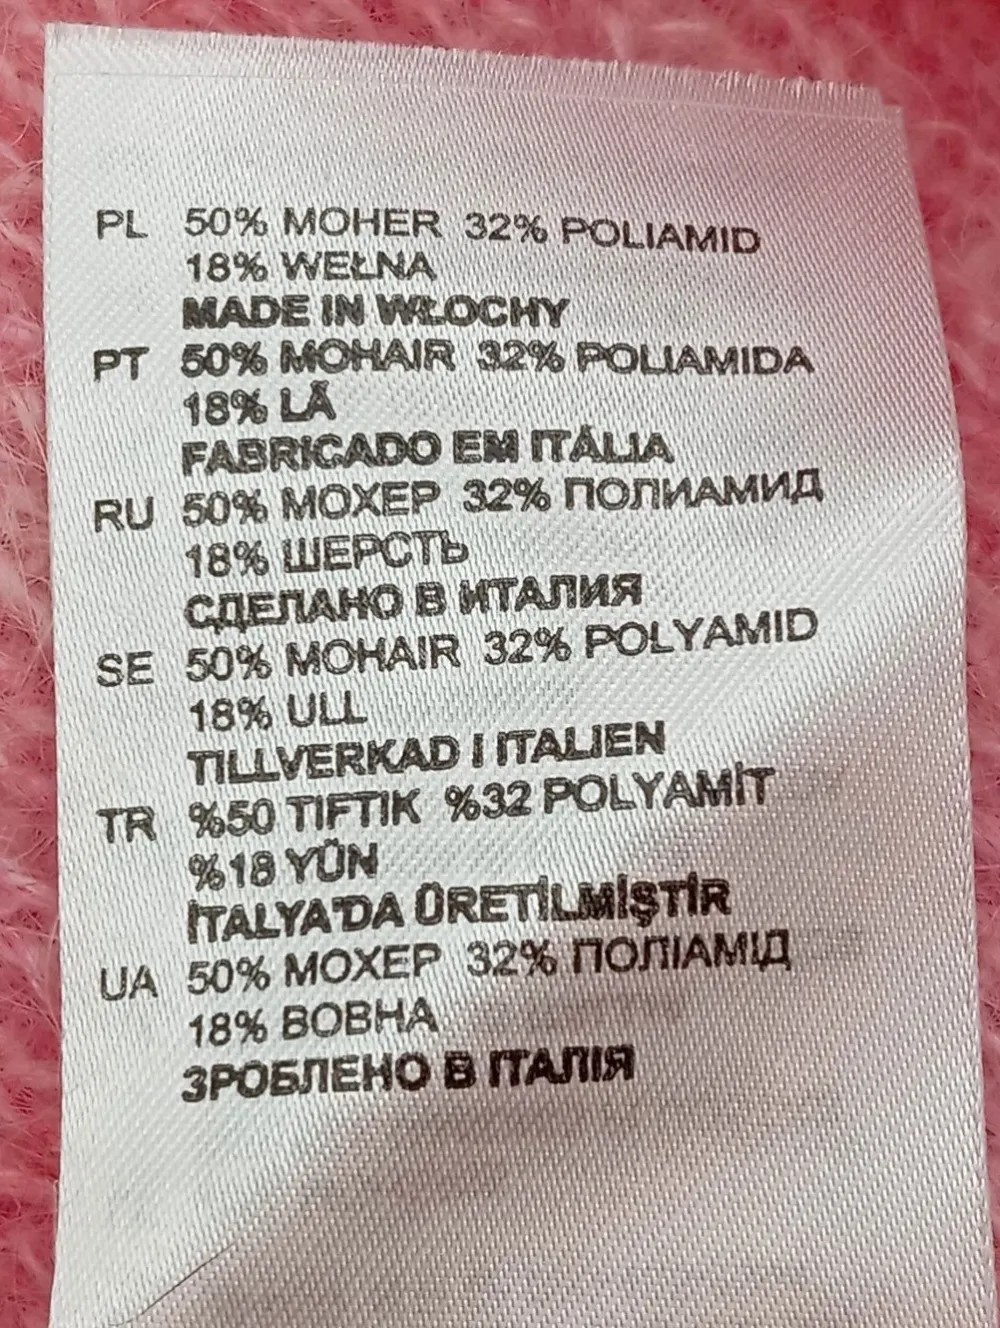 PL 50% MOHER 32% POLIAMID
18% WEŁNA
MADE IN WŁOCHY
PT 50% MOHAIR 32% POLIAMIDA
18% LÃ
FABRICADO EM ITÁLIA
RU 50% МОХЕР 32% ПОЛИАМИД
18% ШЕРСТЬ
СДЕЛАНО В ИТАЛИЯ
SE 50% MOHAIR 32% POLYAMID
18% ULL
TILLVERKAD I ITALIEN
TR %50 TIFTIK %32 POLYAMİT
%18 YÜN
İTALYA'DA ÜRETİLMİŞTİR
UA 50% МОХЕР 32% ПОЛІАМІД
18% ВОВНА
ЗРОБЛЕНО В ІТАЛІЯ